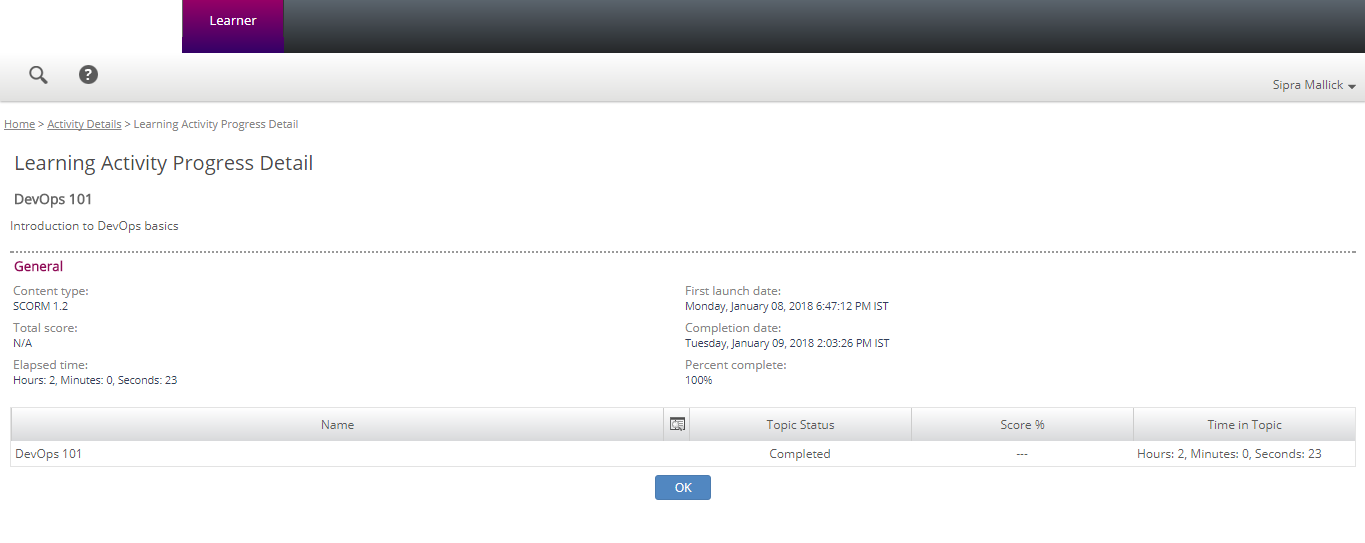 Learner
Sipra Mallick
Home > Activity Details > Learning Activity Progress Detail
Learning Activity Progress Detail
DevOps 101
Introduction to DevOps basics
General
Content type:
SCORM 1.2
Total score:
N/A
Elapsed time:
Hours: 2, Minutes: 0, Seconds: 23
First launch date:
Monday, January 08, 2018 6:47:12 PM IST
Completion date:
Tuesday, January 09, 2018 2:03:26 PM IST
Percent complete:
100%
Name Topic Status Score % Time in Topic
DevOps 101 Completed --- Hours: 2, Minutes: 0, Seconds: 23
OK